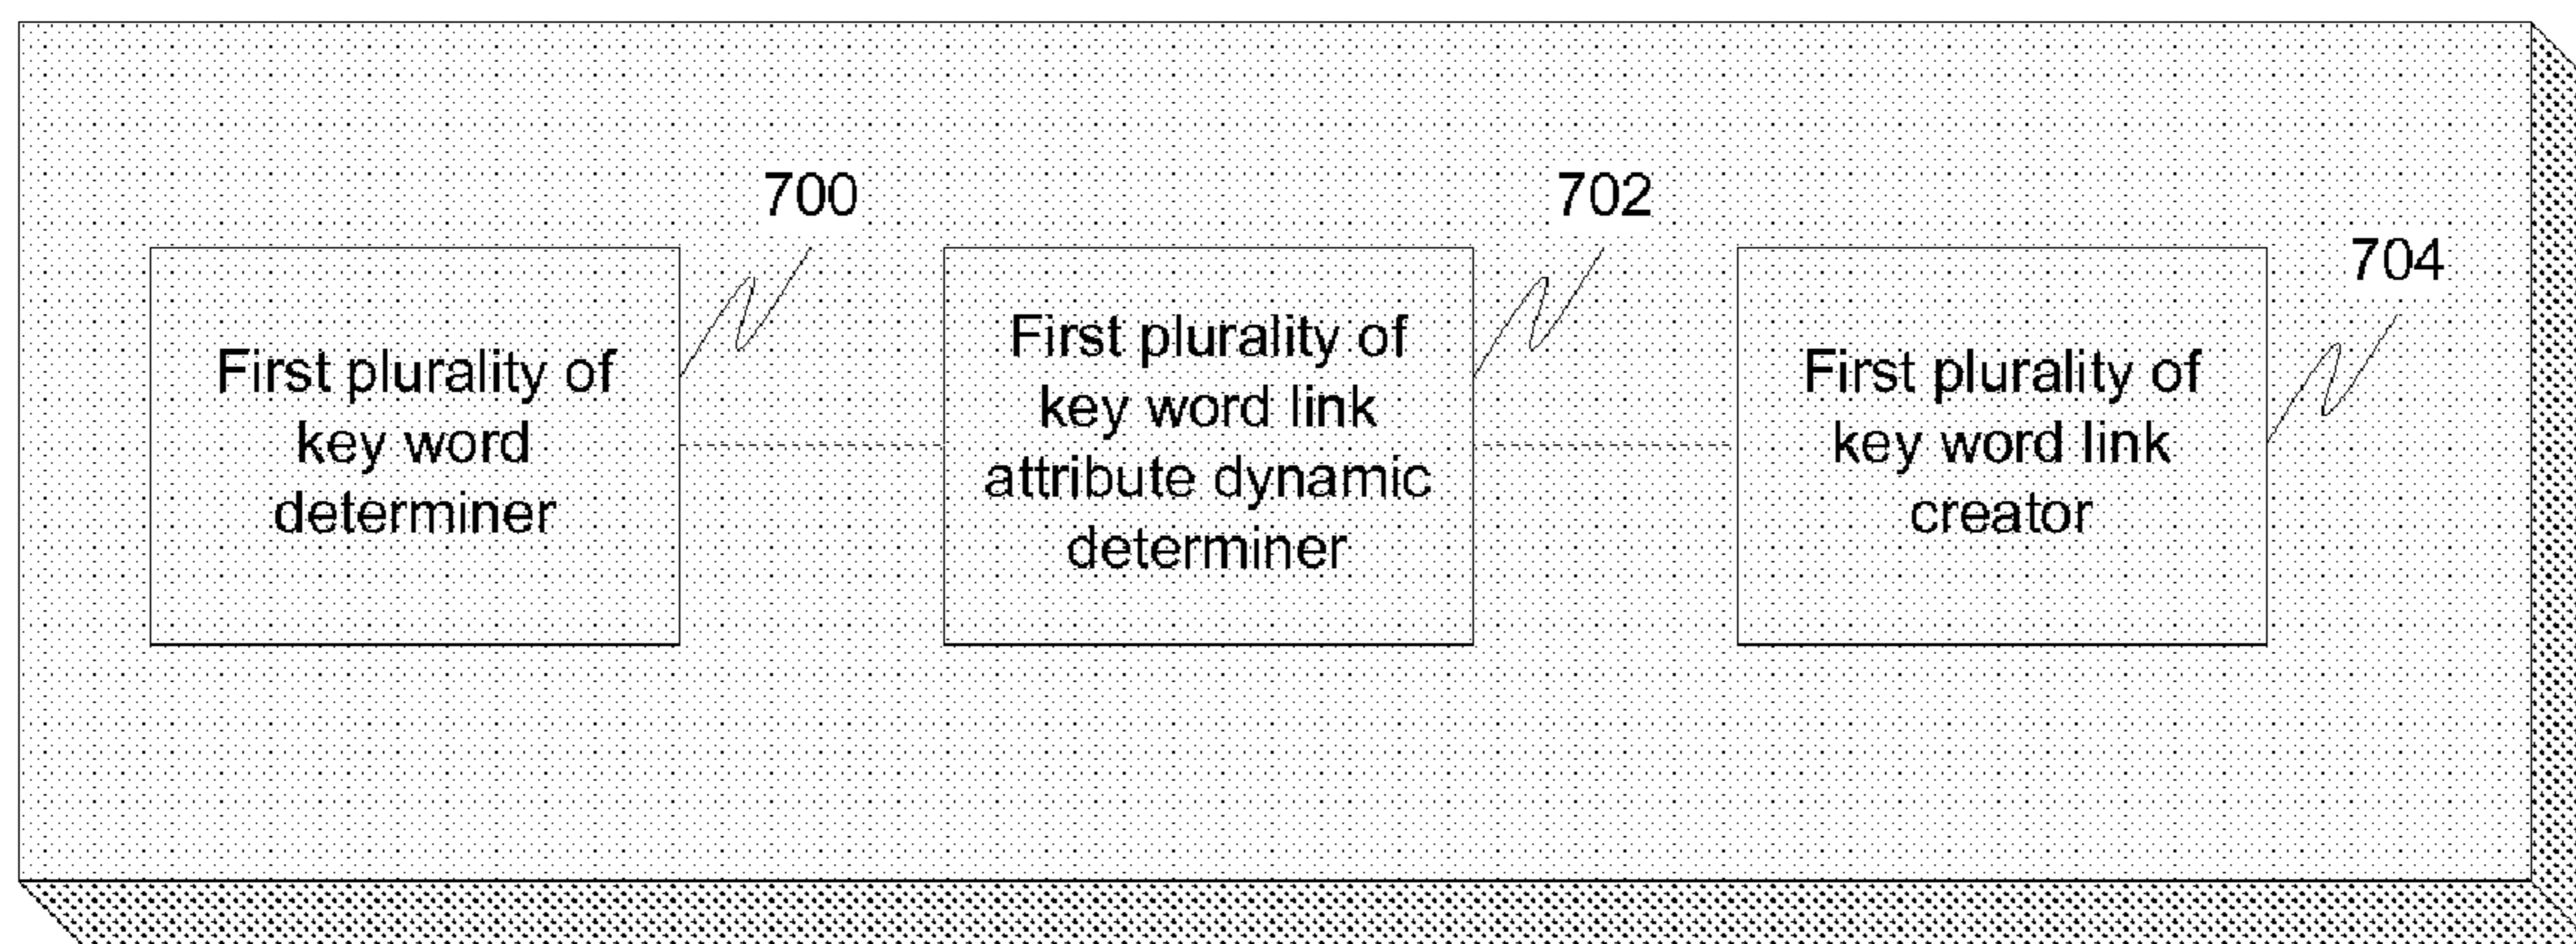 700
702
704
First plurality of
key word
determiner
First plurality of
key word link
attribute dynamic
determiner
First plurality of
key word link
creator